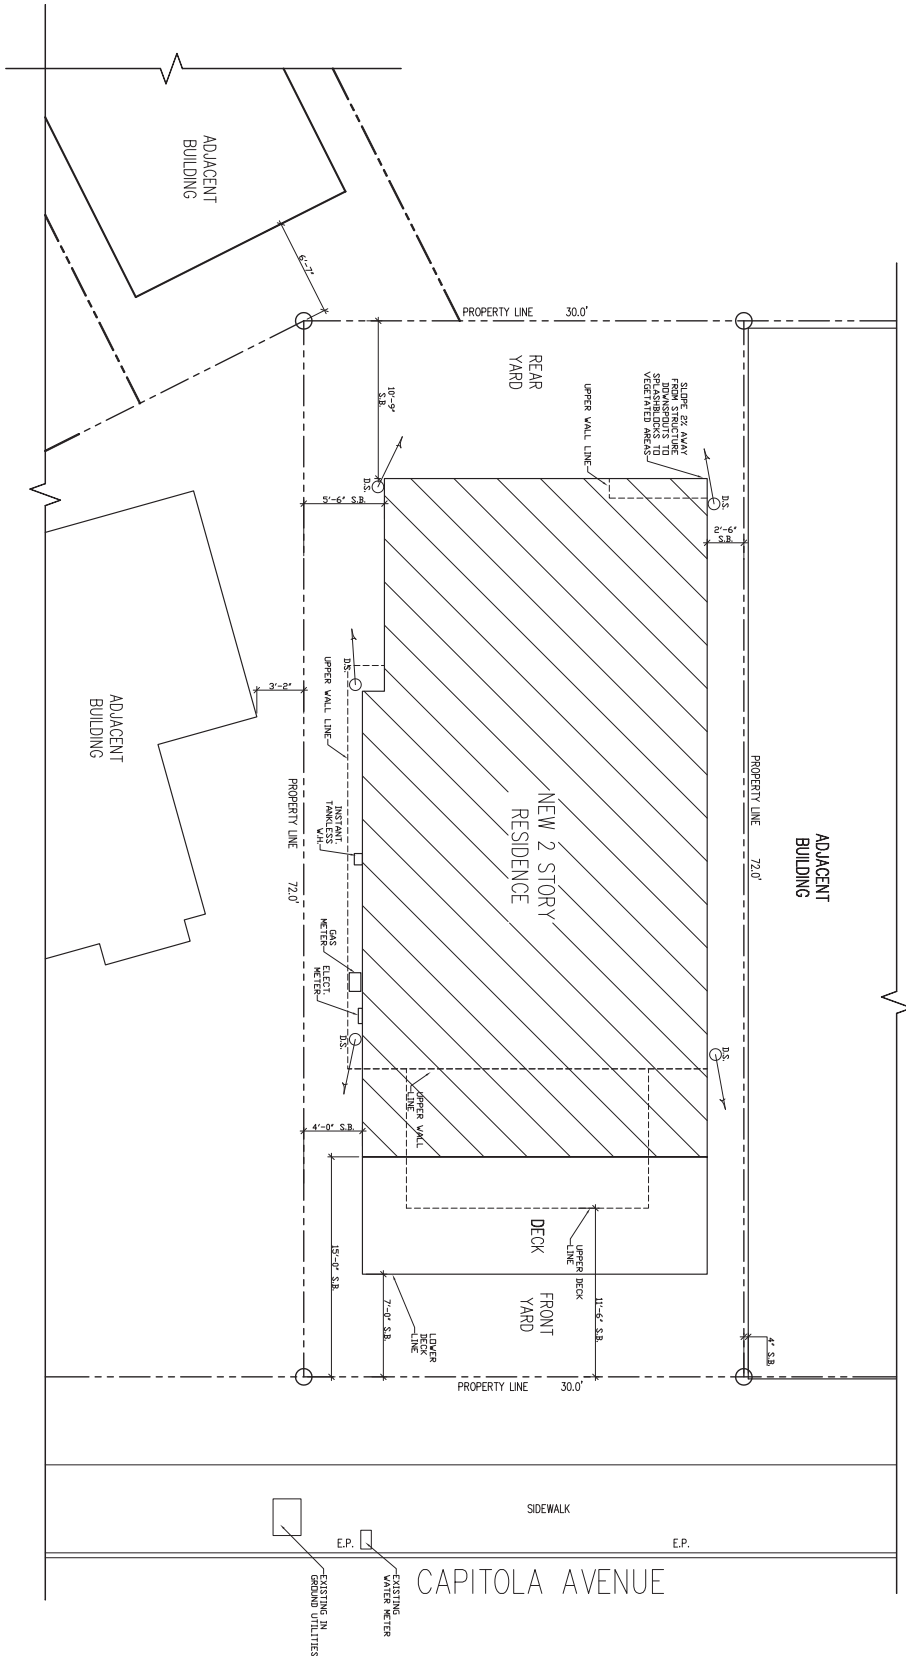 ADJACENT
BUILDING
6'-7"
PROPERTY LINE 30.0'
REAR
YARD
10'-9"
S.B.
UPPER WALL LINE
SLOPE 2% AWAY
FROM STRUCTURE
DOWNSPOUTS TO
SPLASHBLOCKS TO
VEGETATED AREAS
D.S.
D.S.
5'-6" S.B.
2'-6"
S.B.
D.S.
UPPER WALL LINE
3'-2"
ADJACENT
BUILDING
PROPERTY LINE 72.0'
INSTANT.
TANKLESS
W.H.
NEW 2 STORY
RESIDENCE
PROPERTY LINE 72.0'
ADJACENT
BUILDING
GAS
METER
ELECT.
METER
D.S.
D.S.
UPPER WALL
LINE
4'-0" S.B.
15'-0" S.B.
DECK
UPPER DECK
LINE
7'-0" S.B.
LOWER
DECK
LINE
FRONT
YARD
11'-6" S.B.
4" S.B.
PROPERTY LINE 30.0'
SIDEWALK
E.P.
E.P.
CAPITOLA AVENUE
EXISTING
WATER METER
EXISTING IN
GROUND UTILITIES